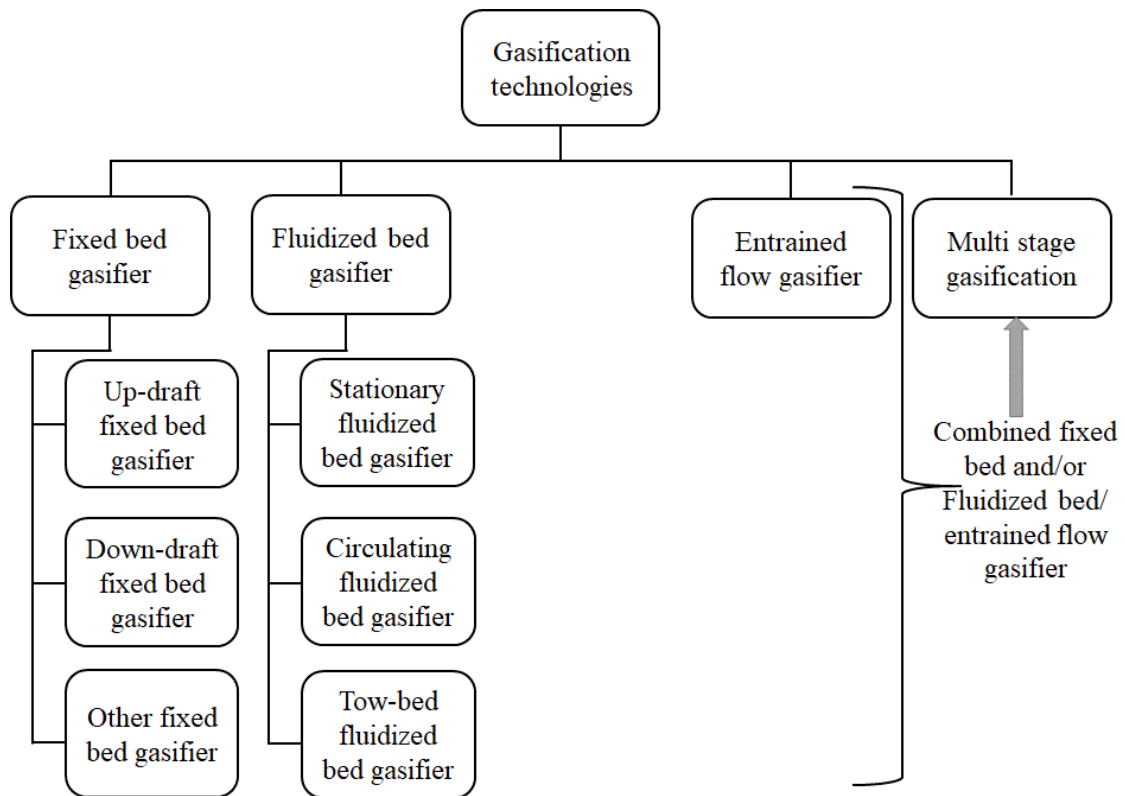 Gasification
technologies
Fixed bed
gasifier
Fluidized bed
gasifier
Entrained
flow gasifier
Multi stage
gasification
Up-draft
fixed bed
gasifier
Stationary
fluidized
bed gasifier
Combined fixed
bed and/or
Fluidized bed/
entrained flow
gasifier
Down-draft
fixed bed
gasifier
Circulating
fluidized
bed gasifier
Other fixed
bed gasifier
Tow-bed
fluidized
bed gasifier